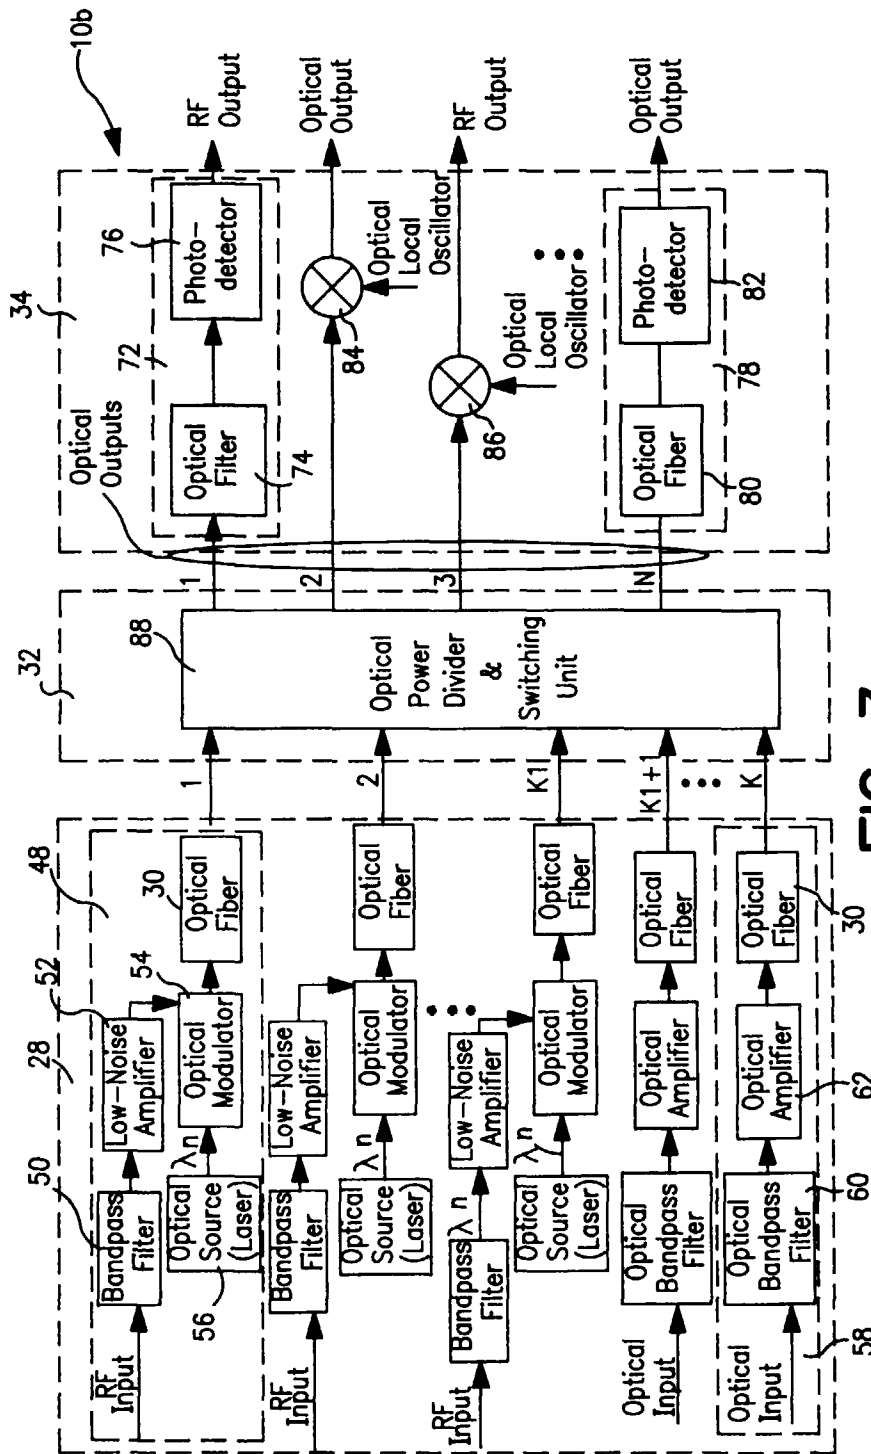 10b
34
32
28
48
52
50
RF
Input
Bandpass
Filter
Low-Noise
Amplifier
54
λn
Optical
Source
(Laser)
56
Optical
Modulator
30
Optical
Fiber
1
RF
Input
Bandpass
Filter
Low-Noise
Amplifier
λn
Optical
Source
(Laser)
Optical
Modulator
Optical
Fiber
2
RF
Input
Bandpass
Filter
λn
Low-Noise
Amplifier
λn
Optical
Source
(Laser)
Optical
Modulator
Optical
Fiber
K1
Optical
Input
Optical
Bandpass
Filter
Optical
Amplifier
Optical
Fiber
K1+1
Optical
Input
Optical
Bandpass
Filter
Optical
Amplifier
Optical
Fiber
K
58
60
62
30
88
Optical
Power
Divider
&
Switching
Unit
1
2
3
N
Optical
Outputs
72
76
Optical
Filter
74
Photo-
detector
RF
Output
84
Optical
Local
Oscillator
Optical
Output
86
Optical
Local
Oscillator
RF
Output
Optical
Fiber
80
Photo-
detector
82
78
Optical
Output
FIG.